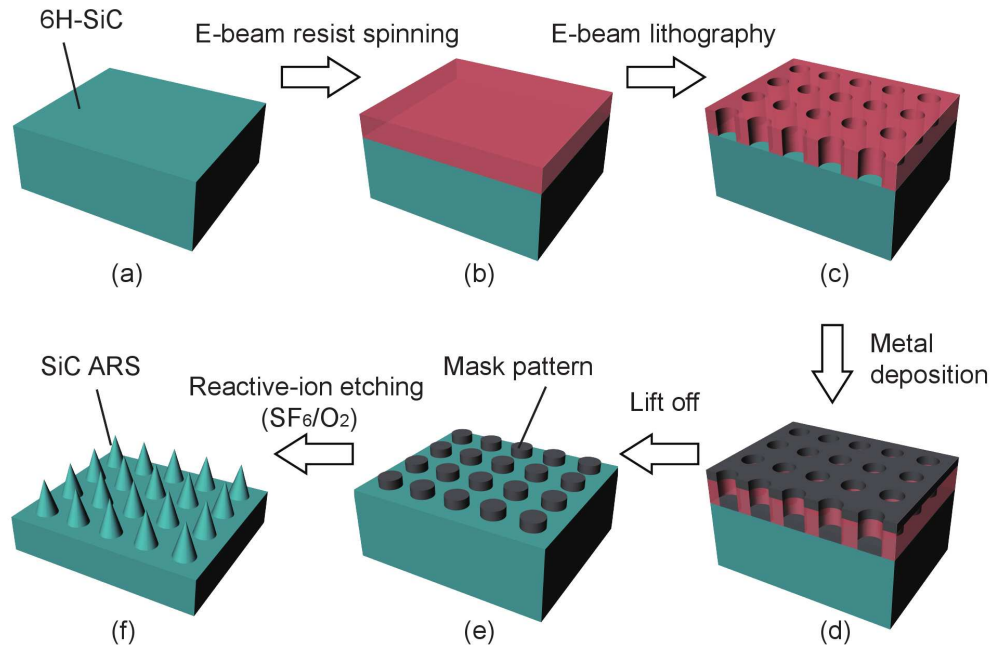 6H-SiC
E-beam resist spinning
E-beam lithography
(a)
(b)
(c)
Metal
deposition
SiC ARS
Reactive-ion etching
(SF₆/O₂)
Mask pattern
Lift off
(f)
(e)
(d)